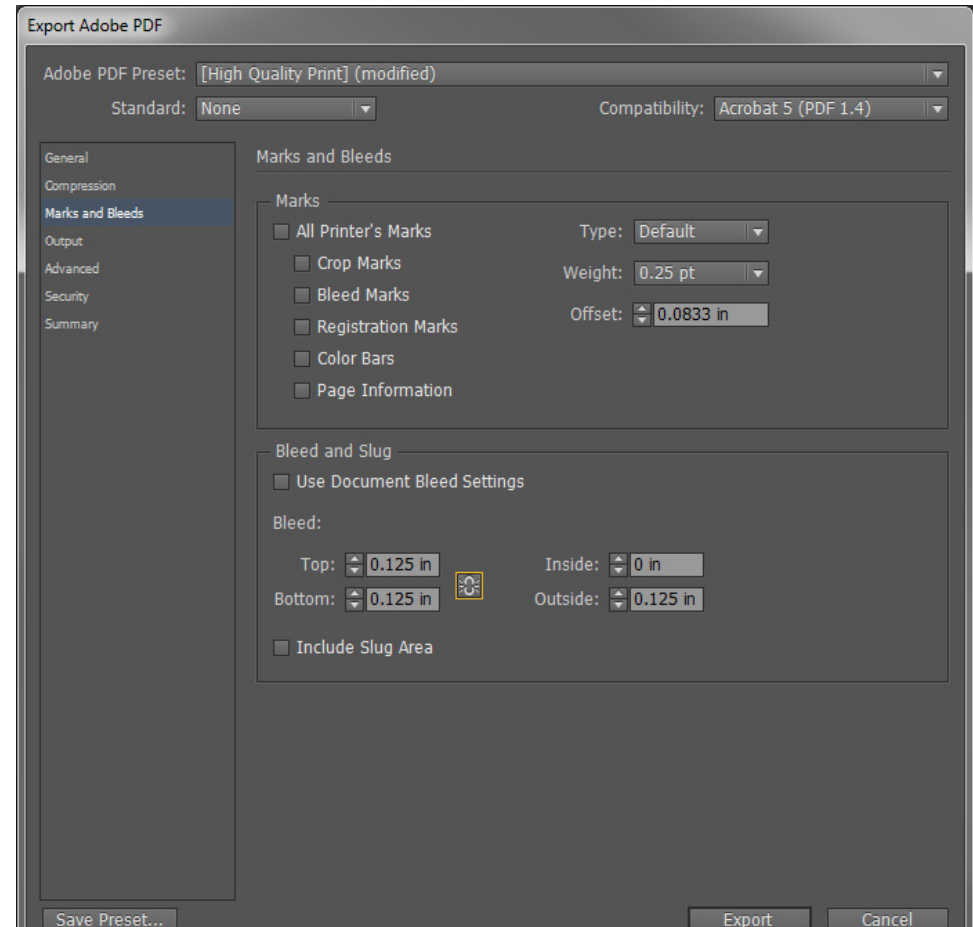 Export Adobe PDF
Adobe PDF Preset: [High Quality Print] (modified)
Standard: None Compatibility: Acrobat 5 (PDF 1.4)
General
Compression
Marks and Bleeds
Output
Advanced
Security
Summary
Marks and Bleeds
Marks
All Printer's Marks
Crop Marks
Bleed Marks
Registration Marks
Color Bars
Page Information
Type: Default
Weight: 0.25 pt
Offset: 0.0833 in
Bleed and Slug
Use Document Bleed Settings
Bleed:
Top: 0.125 in Inside: 0 in
Bottom: 0.125 in Outside: 0.125 in
Include Slug Area
Save Preset... Export Cancel